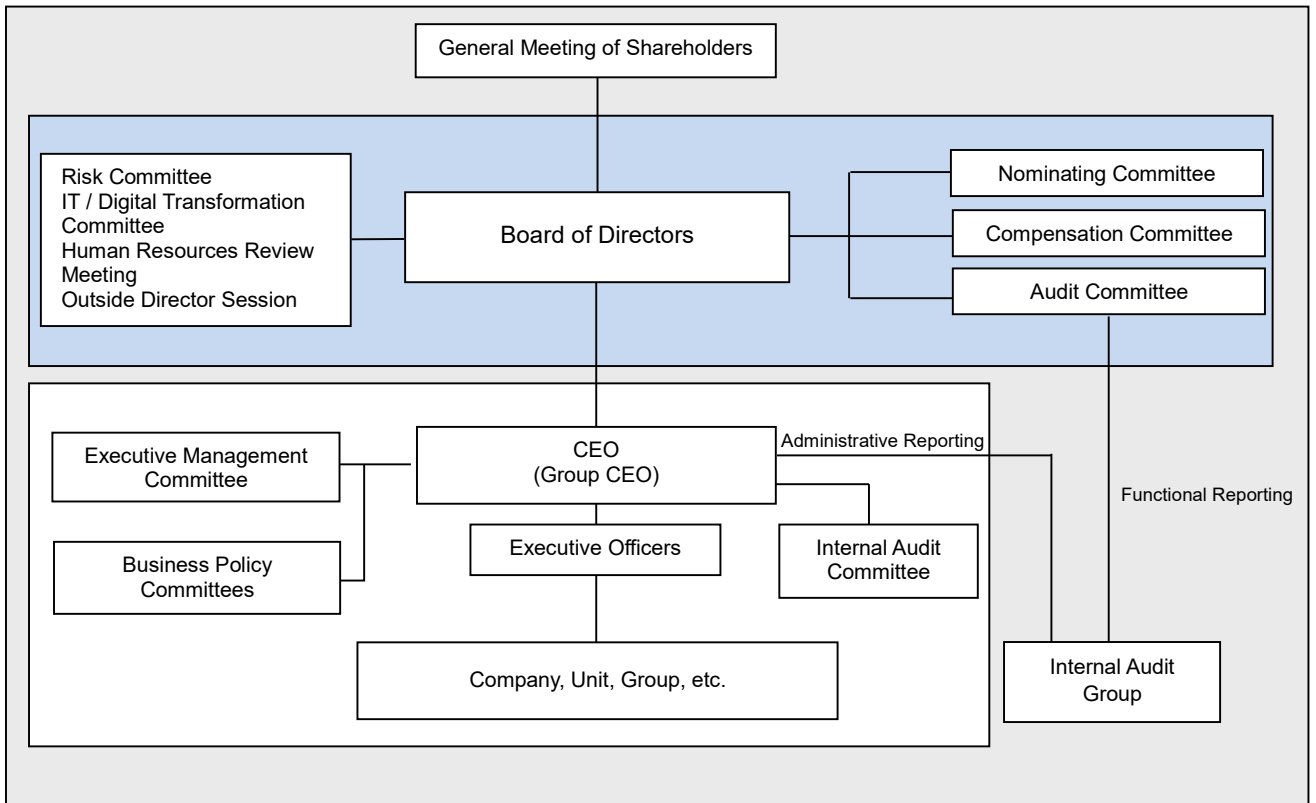 General Meeting of Shareholders
Risk Committee
IT / Digital Transformation
Committee
Human Resources Review
Meeting
Outside Director Session
Board of Directors
Nominating Committee
Compensation Committee
Audit Committee
Executive Management
Committee
Business Policy
Committees
CEO
(Group CEO)
Administrative Reporting
Functional Reporting
Executive Officers
Internal Audit
Committee
Company, Unit, Group, etc.
Internal Audit
Group